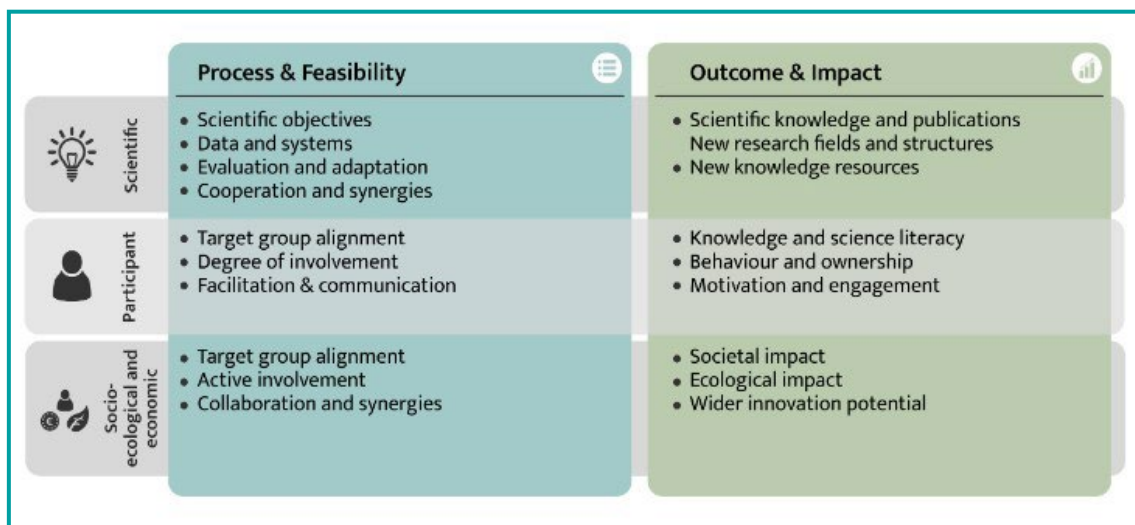 Process & Feasibility
Outcome & Impact
Scientific
• Scientific objectives
• Data and systems
• Evaluation and adaptation
• Cooperation and synergies
• Scientific knowledge and publications
New research fields and structures
• New knowledge resources
Participant
• Target group alignment
• Degree of involvement
• Facilitation & communication
• Knowledge and science literacy
• Behaviour and ownership
• Motivation and engagement
Socio-
ecological and
economic
• Target group alignment
• Active involvement
• Collaboration and synergies
• Societal impact
• Ecological impact
• Wider innovation potential